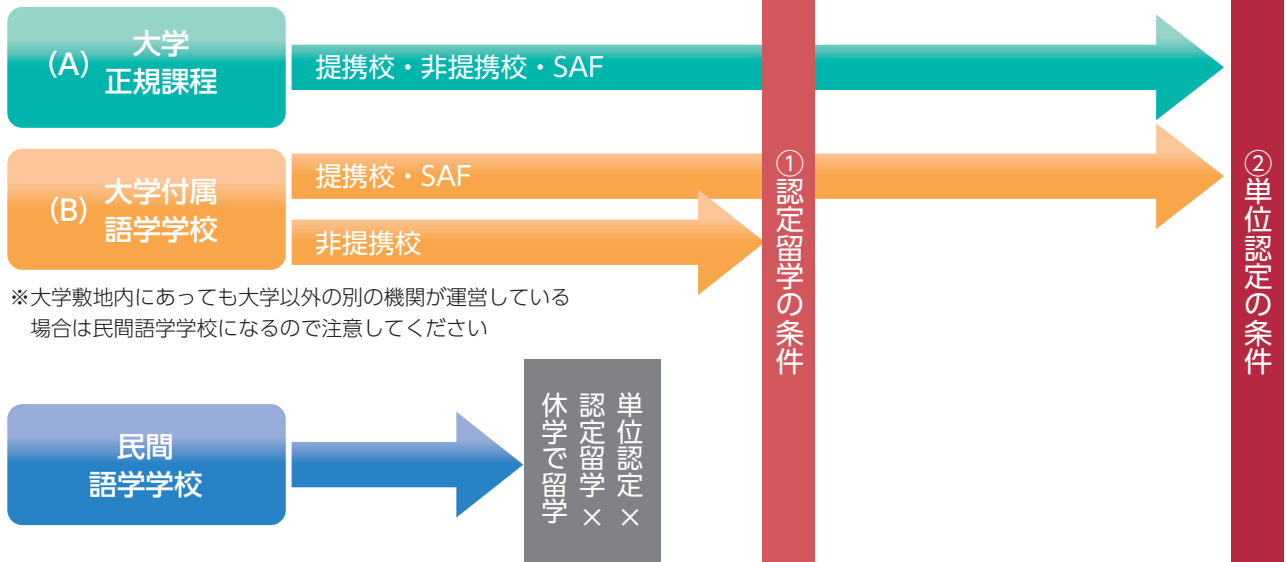 (A)
大学
正規課程
提携校・非提携校・SAF
(B)
大学付属
語学学校
提携校・SAF
非提携校
※大学敷地内にあっても大学以外の別の機関が運営している
場合は民間語学学校になるので注意してください
民間
語学学校
単位認定×
認定留学×
休学で留学
①認定留学の条件
②単位認定の条件